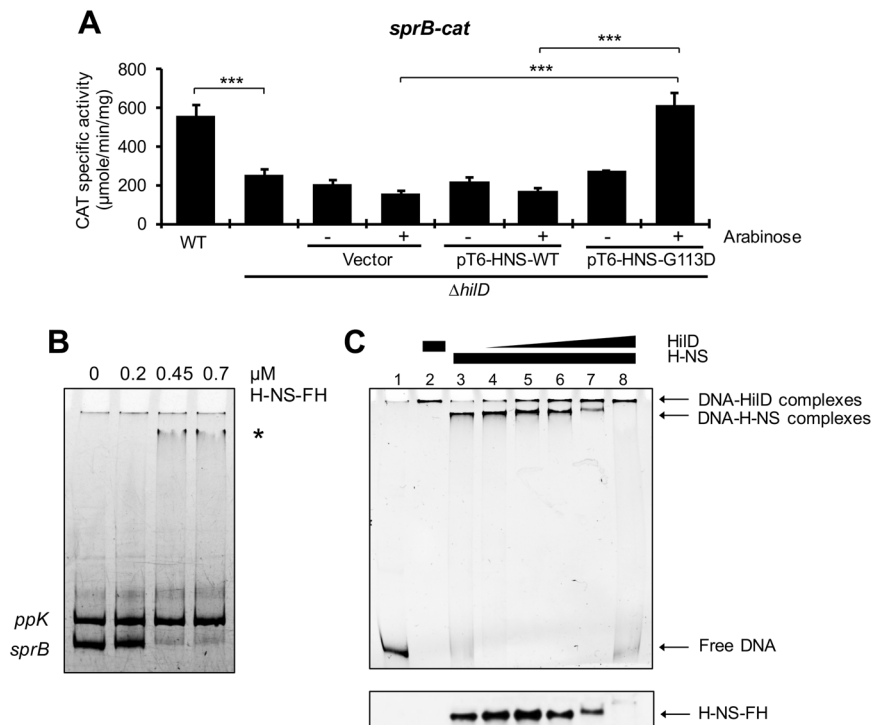 A
sprB-cat
***
***
***
CAT specific activity
(μmole/min/mg)
800
600
400
200
0
WT
- + - + - + Arabinose
Vector pT6-HNS-WT pT6-HNS-G113D
ΔhilD
B
0 0.2 0.45 0.7 μM
H-NS-FH
*
ppK
sprB
C
HilD
H-NS
1 2 3 4 5 6 7 8
DNA-HilD complexes
DNA-H-NS complexes
Free DNA
H-NS-FH